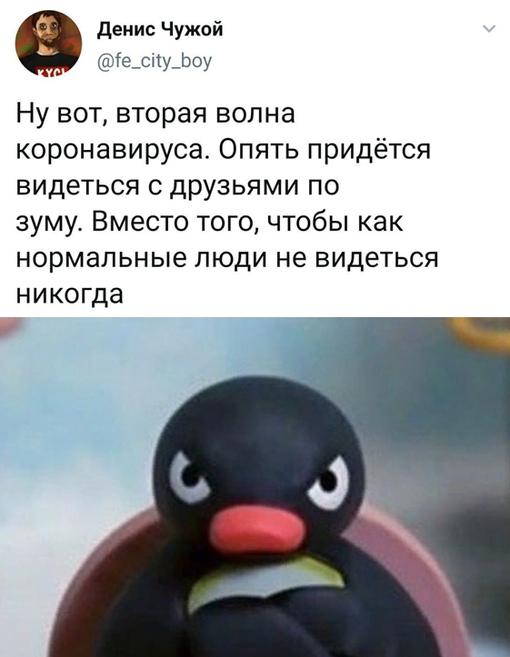 Денис Чужой
@fe_city_boy
Ну вот, вторая волна
коронавируса. Опять придётся
видеться с друзьями по
зуму. Вместо того, чтобы как
нормальные люди не видеться
никогда